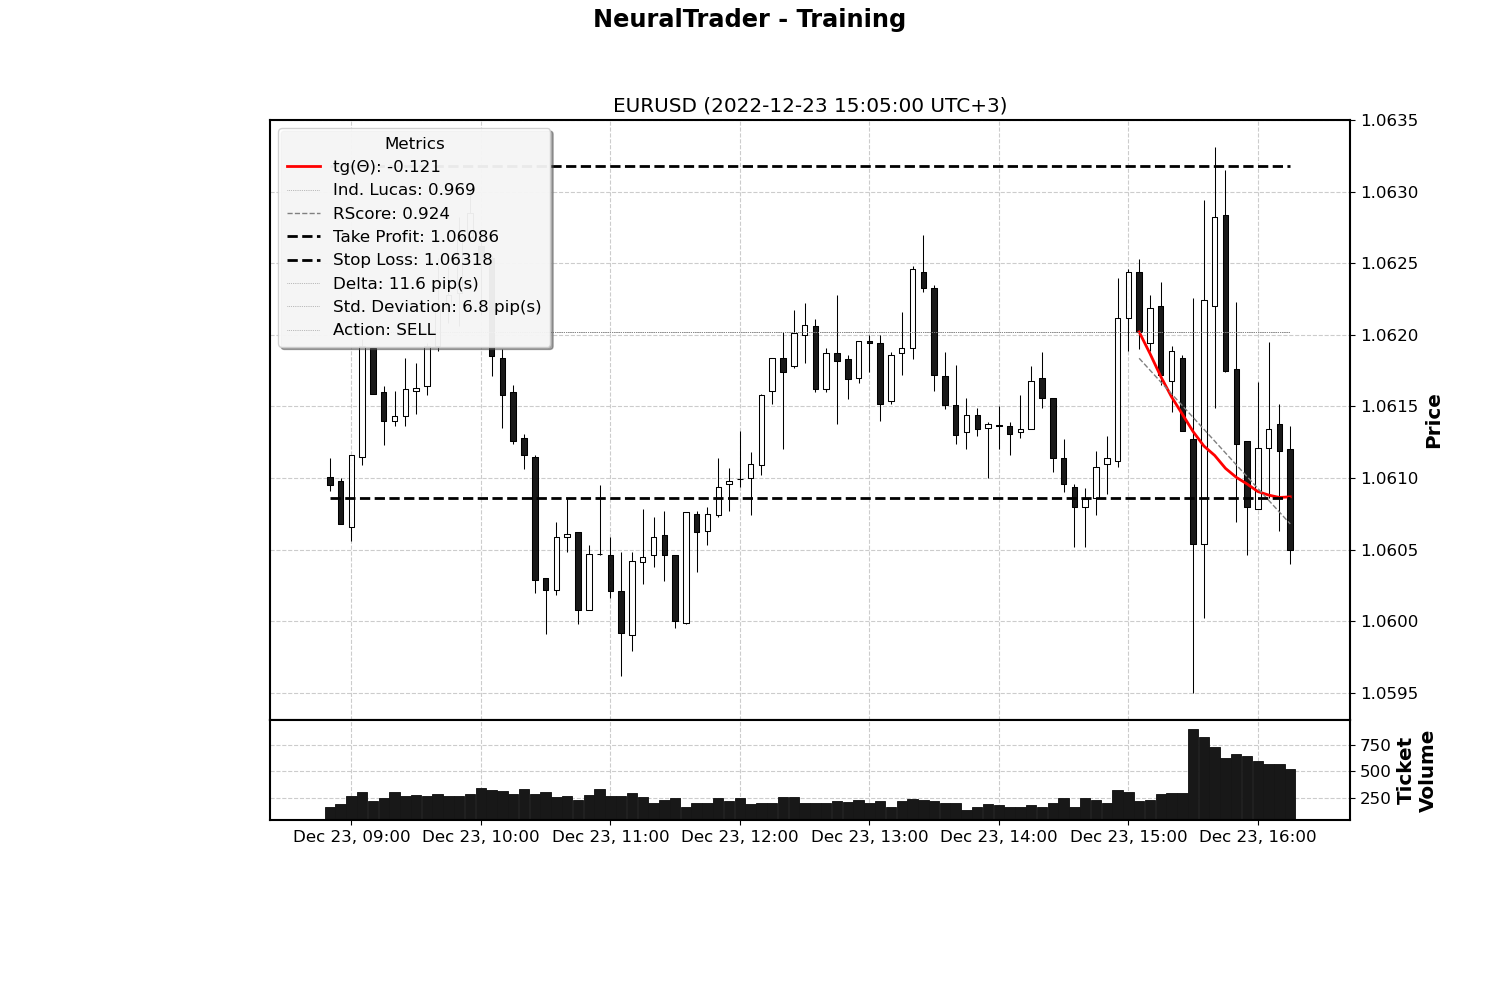 NeuralTrader - Training
EURUSD (2022-12-23 15:05:00 UTC+3)
Metrics
tg(Θ): -0.121
Ind. Lucas: 0.969
RScore: 0.924
Take Profit: 1.06086
Stop Loss: 1.06318
Delta: 11.6 pip(s)
Std. Deviation: 6.8 pip(s)
Action: SELL
1.0635
1.0630
1.0625
1.0620
1.0615
1.0610
1.0605
1.0600
1.0595
Price
750
500
250
Ticket
Volume
Dec 23, 09:00 Dec 23, 10:00 Dec 23, 11:00 Dec 23, 12:00 Dec 23, 13:00 Dec 23, 14:00 Dec 23, 15:00 Dec 23, 16:00